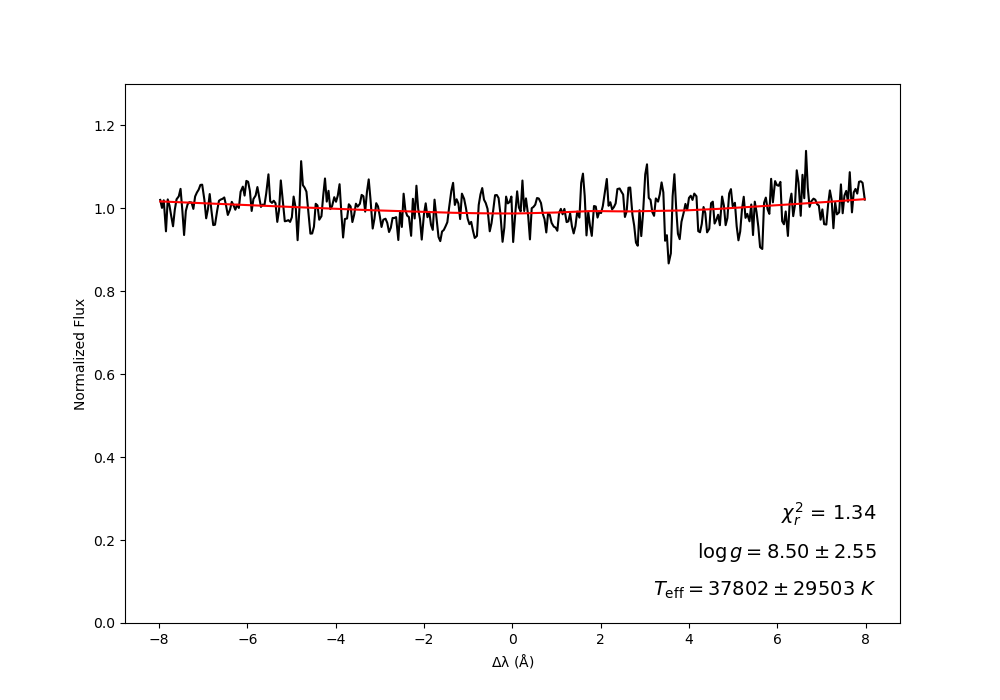 1.2
1.0
0.8
0.6
0.4
0.2
0.0
Normalized Flux
χ²ᵣ = 1.34
log g = 8.50 ± 2.55
T_eff = 37802 ± 29503 K
−8 −6 −4 −2 0 2 4 6 8
Δλ (Å)